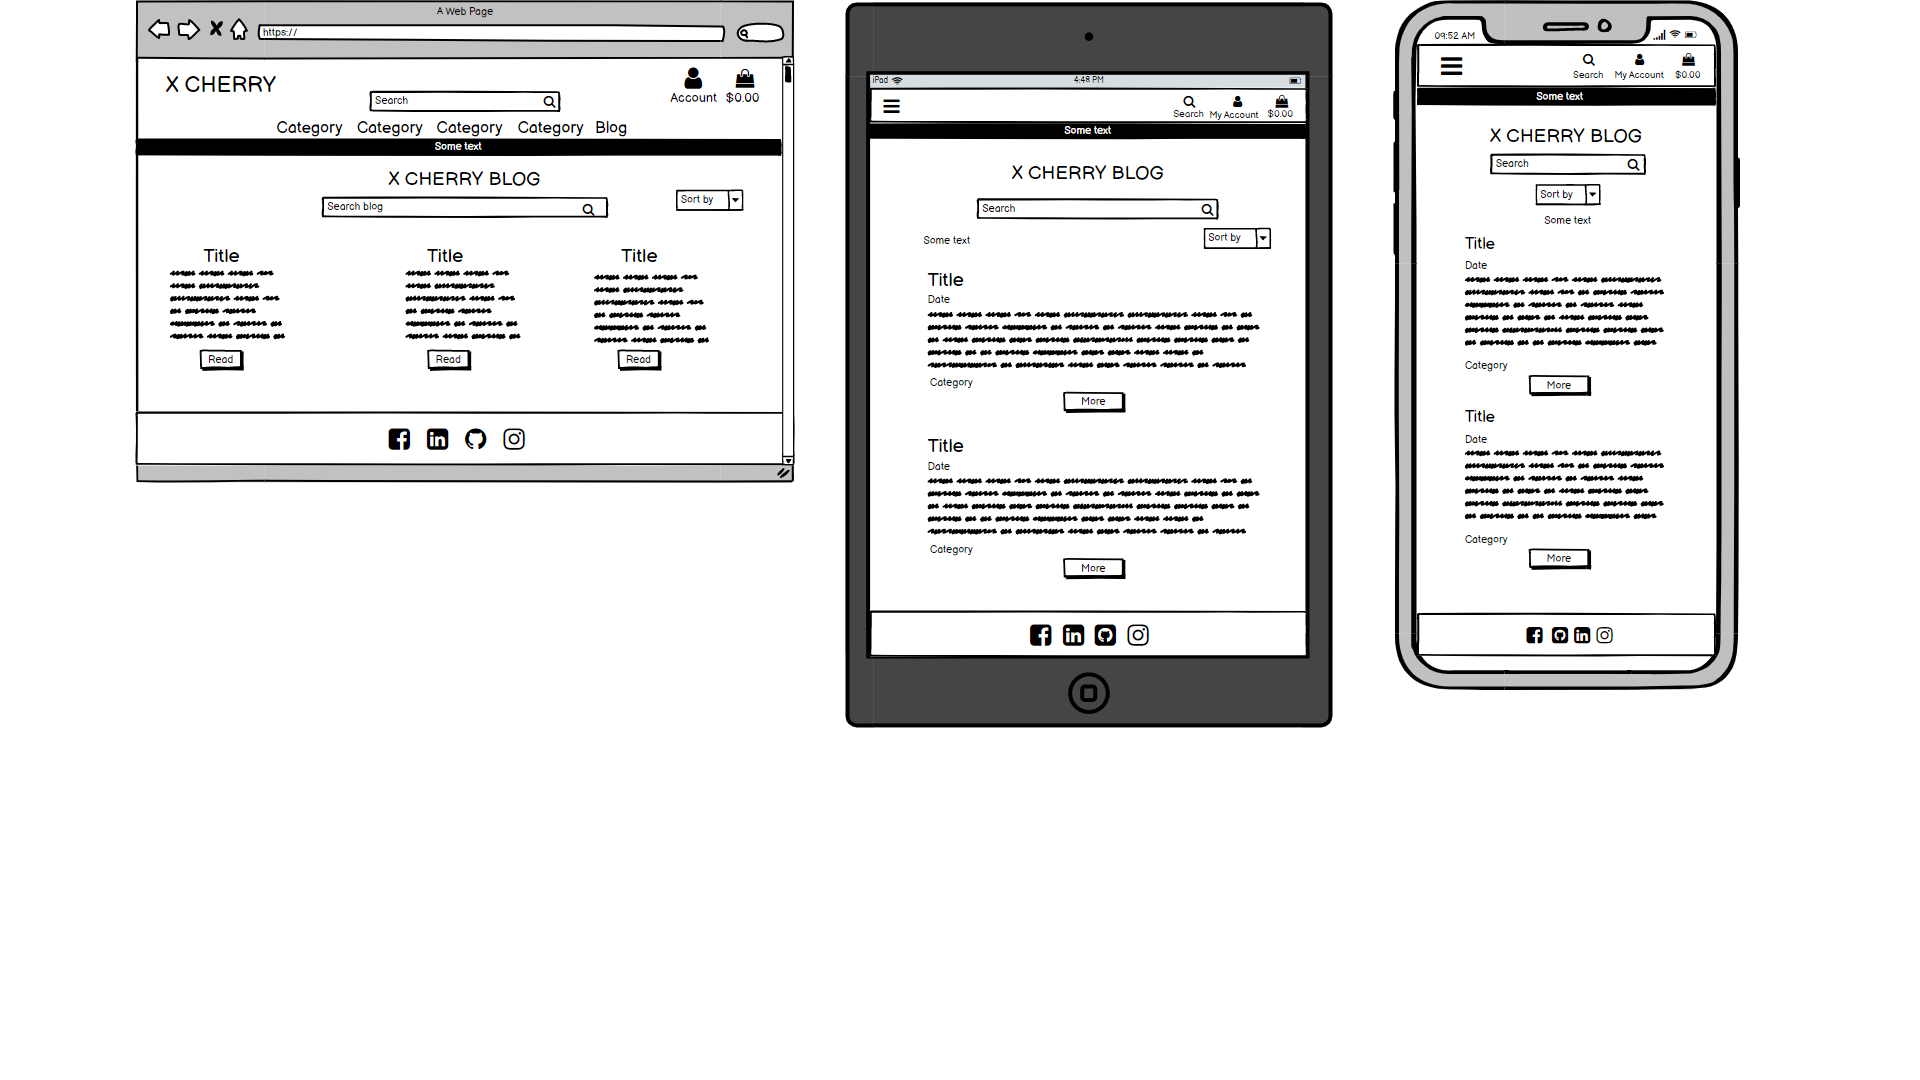 A Web Page
https://
X CHERRY
Search
Account $0.00
Category Category Category Category Blog
Some text
X CHERRY BLOG
Search blog
Sort by
Title Title Title
Read Read Read
iPad 4:48 PM
Search My Account $0.00
Some text
X CHERRY BLOG
Search
Some text
Sort by
Title
Date
Category
More
Title
Date
Category
More
09:52 AM
Search My Account $0.00
Some text
X CHERRY BLOG
Search
Sort by
Some text
Title
Date
Category
More
Title
Date
Category
More